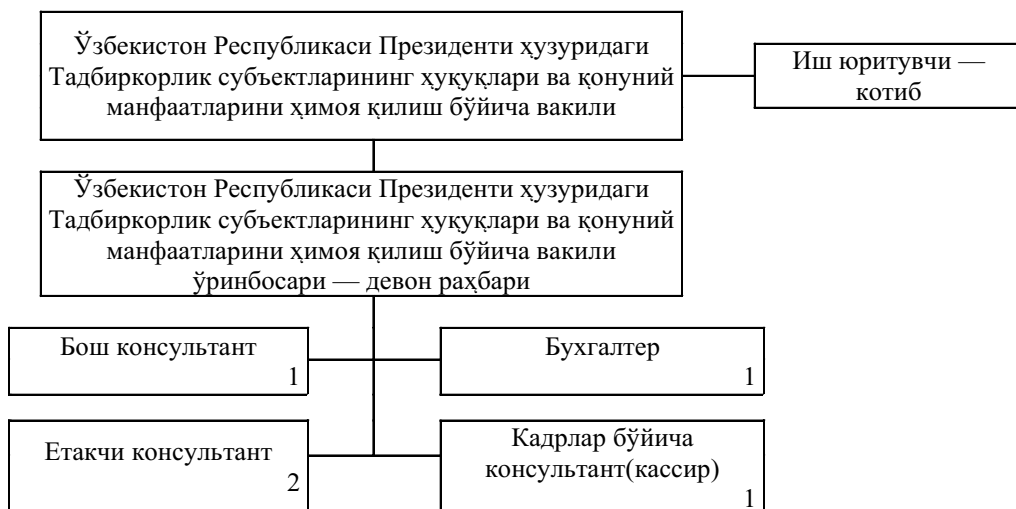 Ўзбекистон Республикаси Президенти ҳузуридаги
Тадбиркорлик субъектларининг ҳуқуқлари ва қонуний
манфаатларини ҳимоя қилиш бўйича вакили
Иш юритувчи —
котиб
Ўзбекистон Республикаси Президенти ҳузуридаги
Тадбиркорлик субъектларининг ҳуқуқлари ва қонуний
манфаатларини ҳимоя қилиш бўйича вакили
ўринбосари — девон раҳбари
Бош консультант
1
Бухгалтер
1
Етакчи консультант
2
Кадрлар бўйича
консультант(кассир)
1